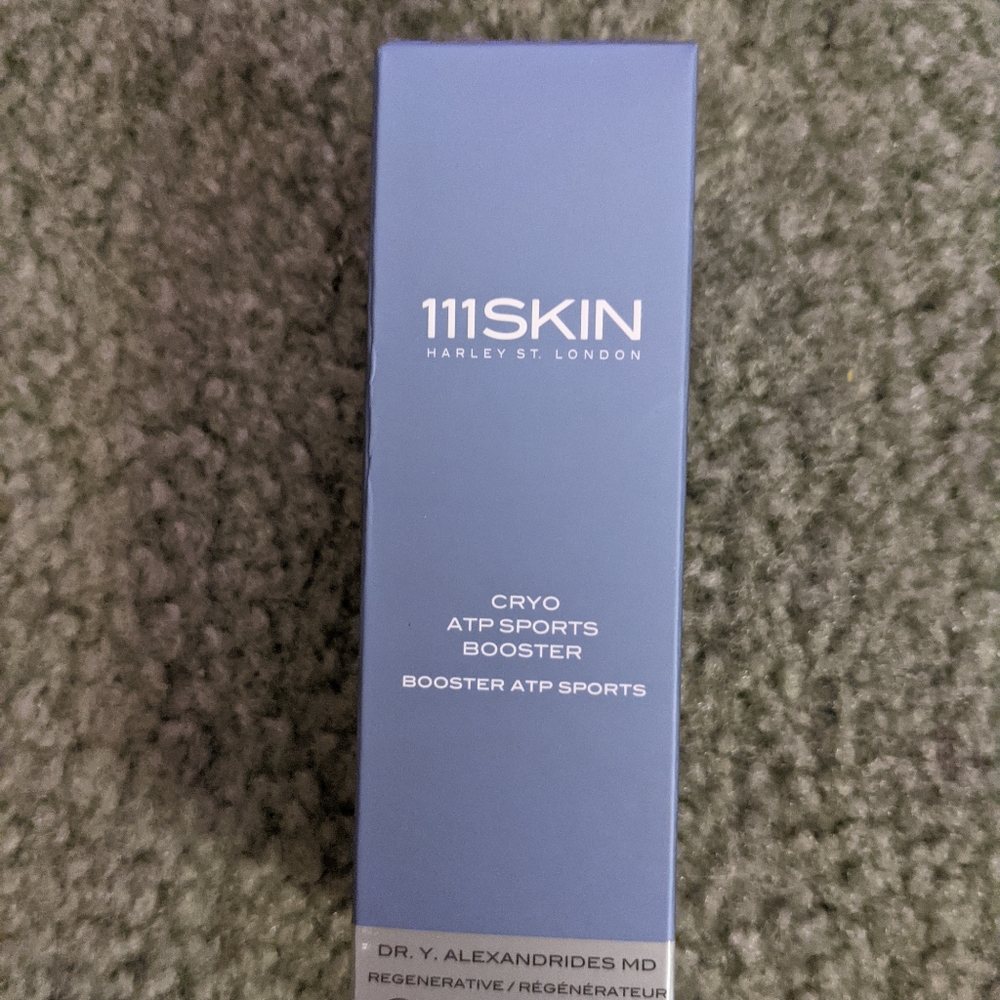 111SKIN
HARLEY ST. LONDON
CRYO
ATP SPORTS
BOOSTER
BOOSTER ATP SPORTS
DR. Y. ALEXANDRIDES MD
REGENERATIVE / RÉGÉNÉRATEUR